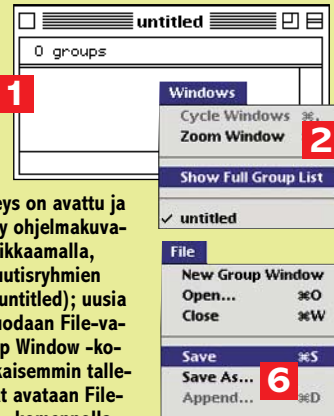 untitled
0 groups
1
Windows
Cycle Windows ⌘,
Zoom Window
2
Show Full Group List
✓ untitled
eys on avattu ja
y ohjelmakuva-
ikkaamalla,
uutisryhmien
untitled); uusia
uodaan File-va-
p Window -ko-
kaisemmin talle-
t avataan File-
File
New Group Window
Open... ⌘O
Close ⌘W
Save ⌘S
Save As...
6
Append... ⌘D